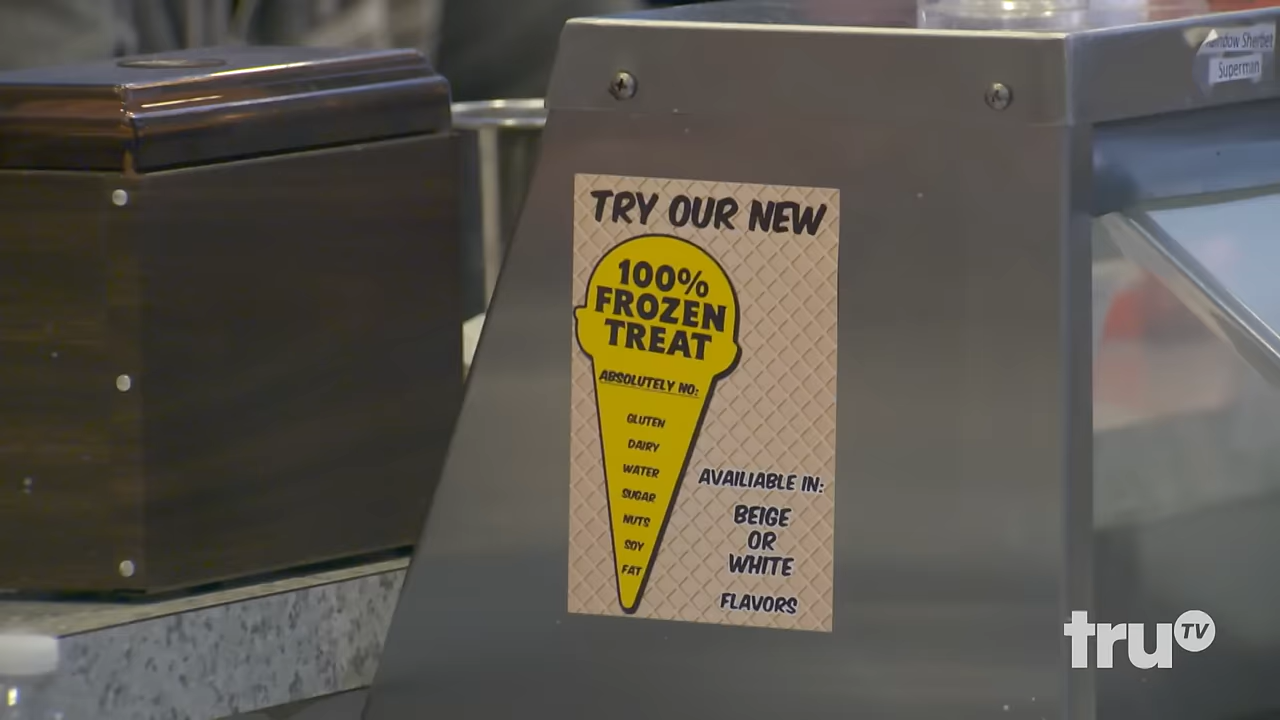 TRY OUR NEW
100%
FROZEN
TREAT
ABSOLUTELY NO:
GLUTEN
DAIRY
WATER
SUGAR
NUTS
SOY
FAT
AVAILIABLE IN:
BEIGE
OR
WHITE
FLAVORS
Sherbet
Superman
truTV